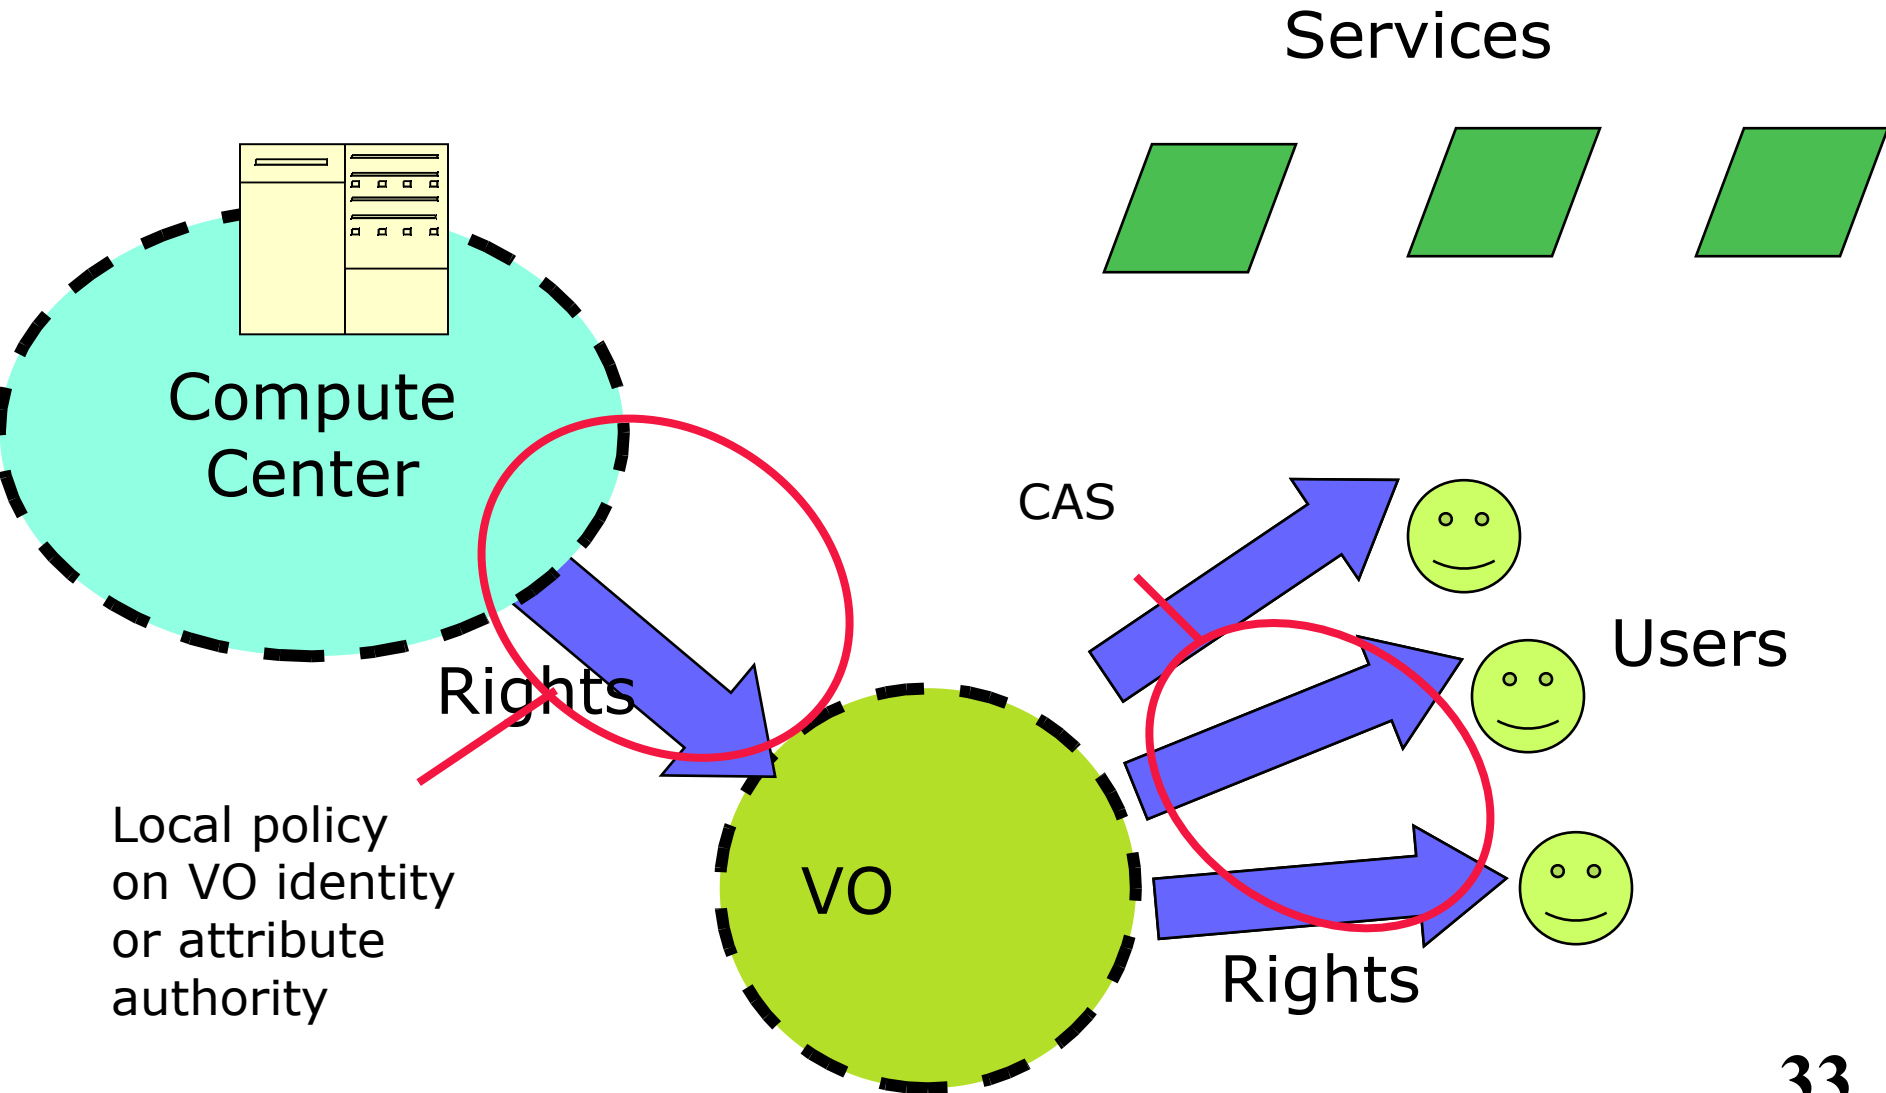 Services
Compute
Center
CAS
Users
Rights
Local policy
on VO identity
or attribute
authority
VO
Rights
33